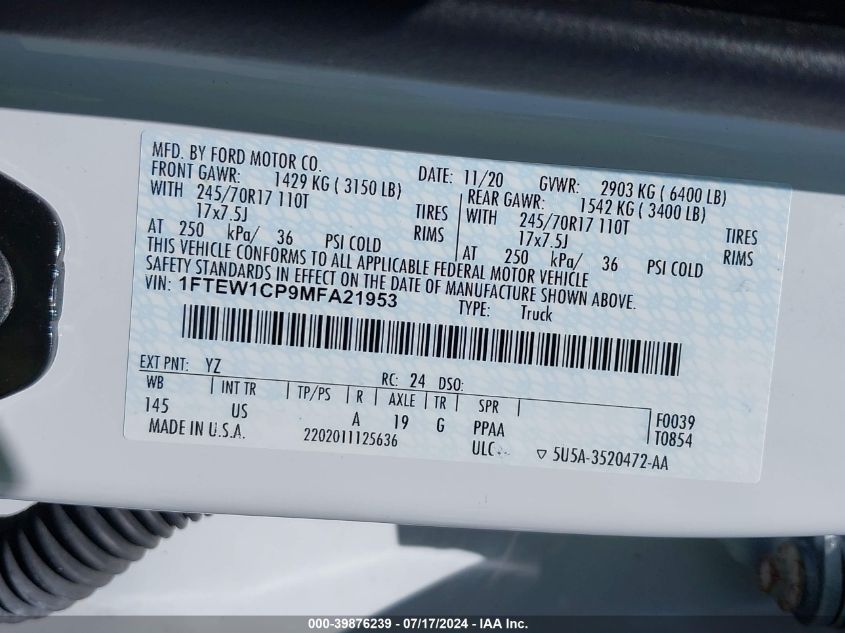 MFD. BY FORD MOTOR CO. DATE: 11/20 GVWR: 2903 KG ( 6400 LB)
FRONT GAWR: 1429 KG ( 3150 LB) REAR GAWR: 1542 KG ( 3400 LB)
WITH 245/70R17 110T TIRES WITH 245/70R17 110T TIRES
17x7.5J RIMS 17x7.5J RIMS
AT 250 kPa/ 36 PSI COLD AT 250 kPa/ 36 PSI COLD
THIS VEHICLE CONFORMS TO ALL APPLICABLE FEDERAL MOTOR VEHICLE
SAFETY STANDARDS IN EFFECT ON THE DATE OF MANUFACTURE SHOWN ABOVE.
VIN: 1FTEW1CP9MFA21953 TYPE: Truck
EXT PNT: YZ RC: 24 DSO:
WB INT TR TP/PS R AXLE TR SPR F0039
145 US A 19 G PPAA T0854
MADE IN U.S.A. 2202011125636 ULC ▽ 5U5A-3520472-AA
000-39876239 - 07/17/2024 - IAA Inc.